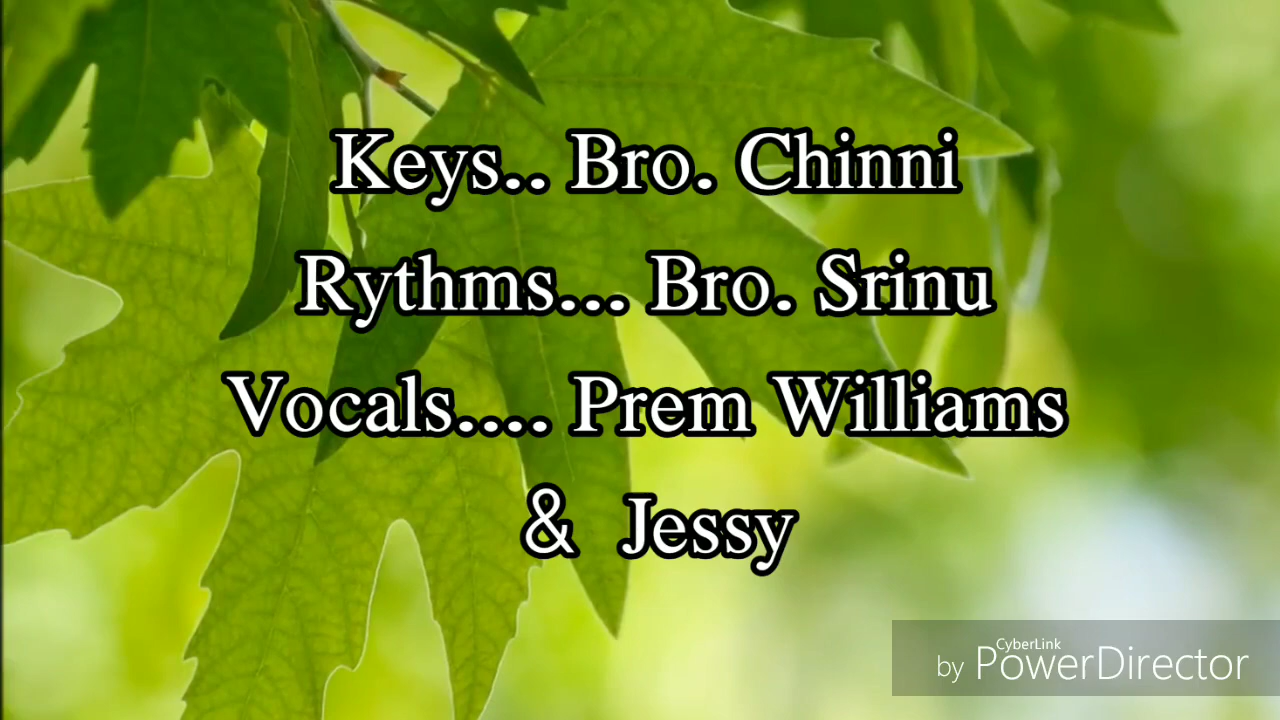 Keys.. Bro. Chinni
Rythms... Bro. Srinu
Vocals.... Prem Williams
& Jessy
CyberLink
by PowerDirector